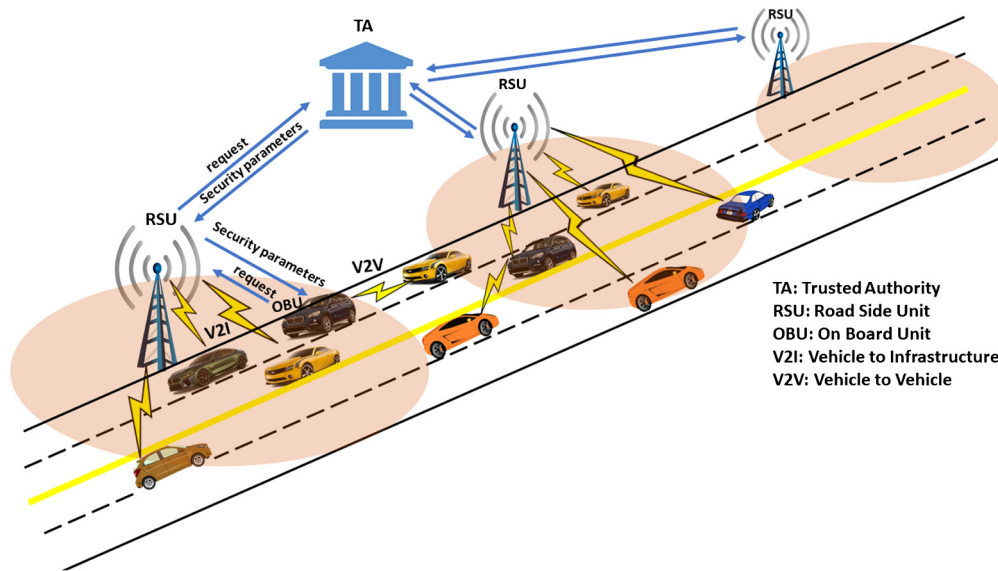 TA
RSU
RSU
request
Security parameters
RSU
Security parameters
request
OBU
V2V
V2I
TA: Trusted Authority
RSU: Road Side Unit
OBU: On Board Unit
V2I: Vehicle to Infrastructure
V2V: Vehicle to Vehicle